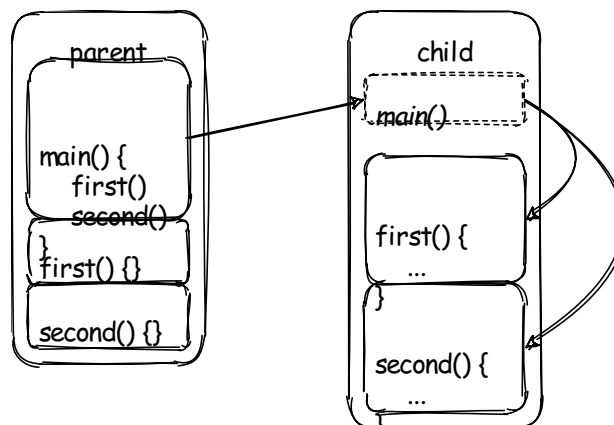 parent
main() {
first()
second()
}
first() {}
second() {}
child
main()
first() {
...
}
second() {
...
}